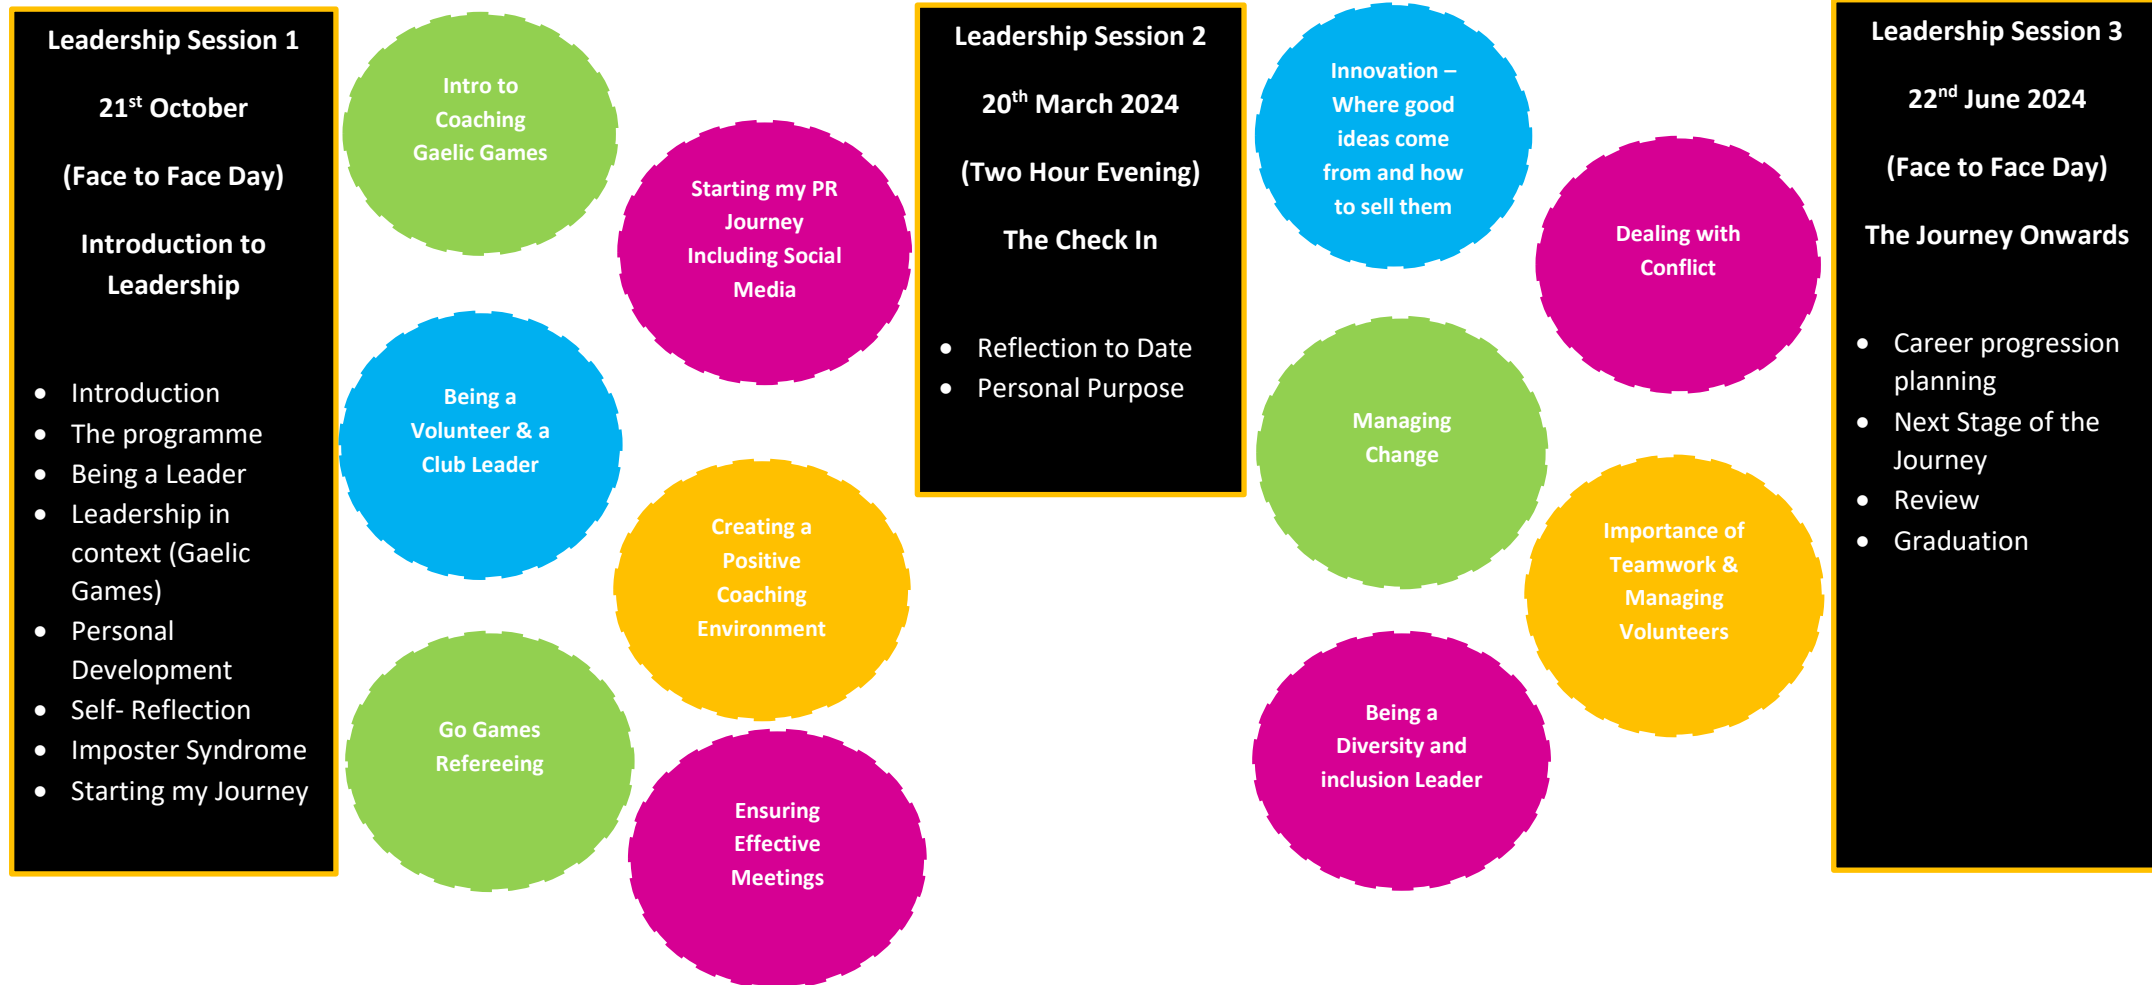 Leadership Session 1
21st October
(Face to Face Day)
Introduction to
Leadership
• Introduction
• The programme
• Being a Leader
• Leadership in
context (Gaelic
Games)
• Personal
Development
• Self- Reflection
• Imposter Syndrome
• Starting my Journey
Intro to
Coaching
Gaelic Games
Starting my PR
Journey
Including Social
Media
Being a
Volunteer & a
Club Leader
Creating a
Positive
Coaching
Environment
Go Games
Refereeing
Ensuring
Effective
Meetings
Leadership Session 2
20th March 2024
(Two Hour Evening)
The Check In
• Reflection to Date
• Personal Purpose
Innovation –
Where good
ideas come
from and how
to sell them
Dealing with
Conflict
Managing
Change
Importance of
Teamwork &
Managing
Volunteers
Being a
Diversity and
inclusion Leader
Leadership Session 3
22nd June 2024
(Face to Face Day)
The Journey Onwards
• Career progression
planning
• Next Stage of the
Journey
• Review
• Graduation